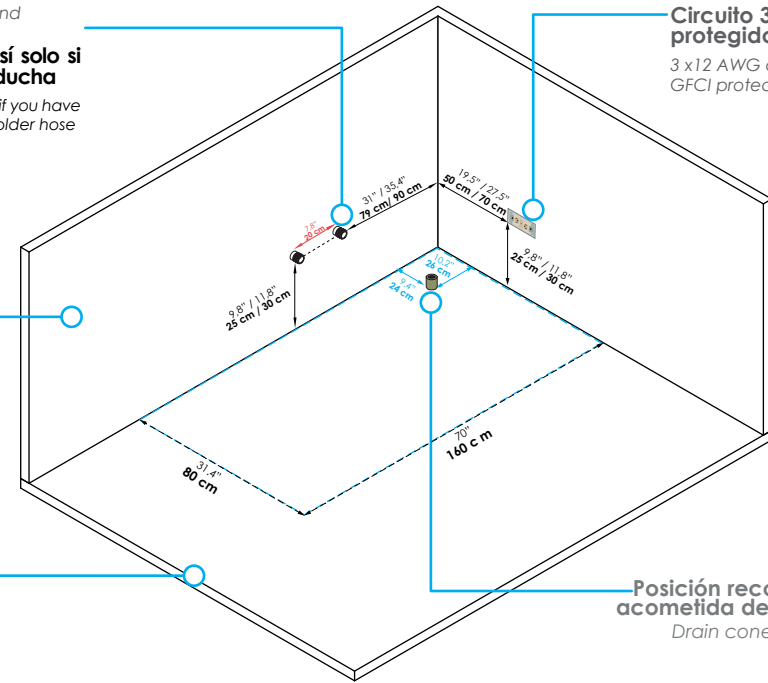 nd
sí solo si
ducha
if you have
older hose
Circuito 3
protegido
3 x12 AWG
GFCI protec
31" / 35.4"
79 cm/ 90 cm
7.8"
20 cm
19.5" / 27.5"
50 cm / 70 cm
9.8" / 11.8"
25 cm / 30 cm
9.8" / 11.8"
25 cm / 30 cm
10.2"
26 cm
9.4"
24 cm
70"
160 c m
31.4"
80 cm
Posición reco
acometida de
Drain cone